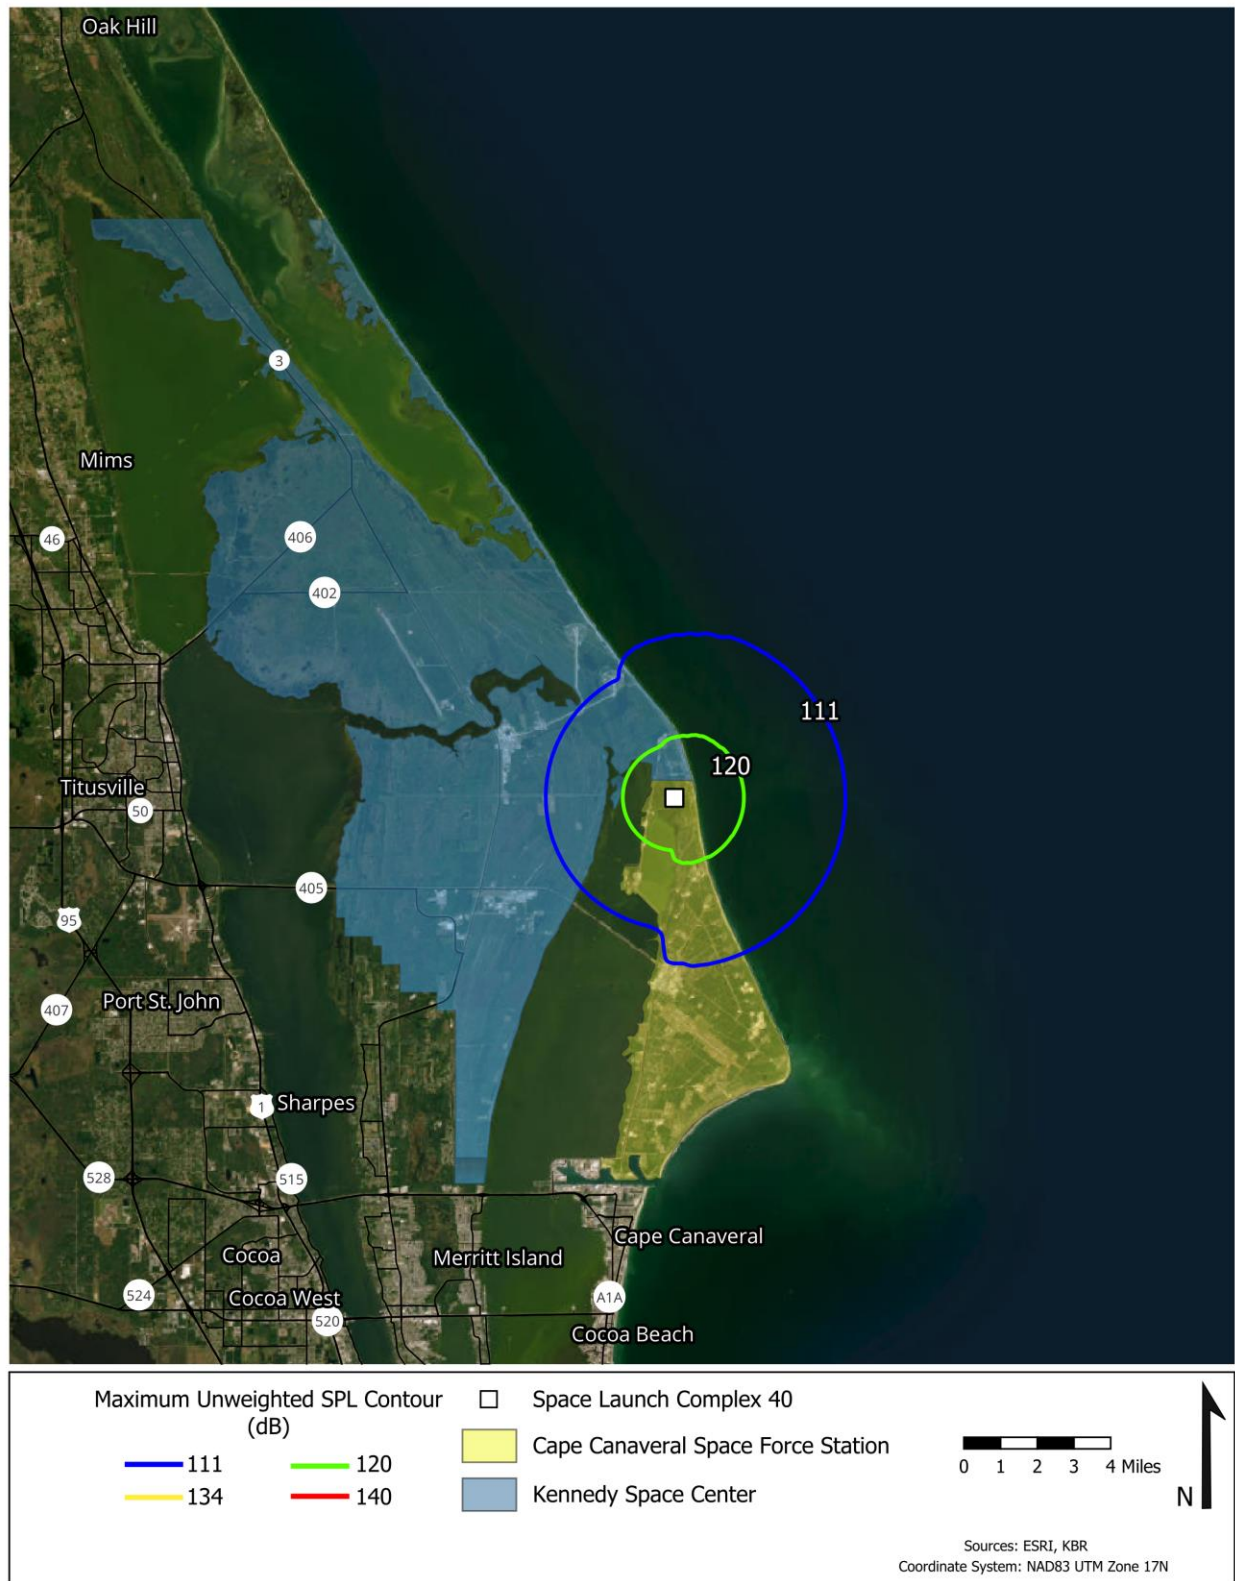 Oak Hill
3
Mims
46
406
402
111
120
Titusville
50
405
95
Port St. John
407
1
Sharpes
528
515
Cape Canaveral
Cocoa
Merritt Island
524
Cocoa West
A1A
520
Cocoa Beach
Maximum Unweighted SPL Contour
(dB)
111
120
134
140
Space Launch Complex 40
Cape Canaveral Space Force Station
Kennedy Space Center
0 1 2 3 4 Miles
N
Sources: ESRI, KBR
Coordinate System: NAD83 UTM Zone 17N